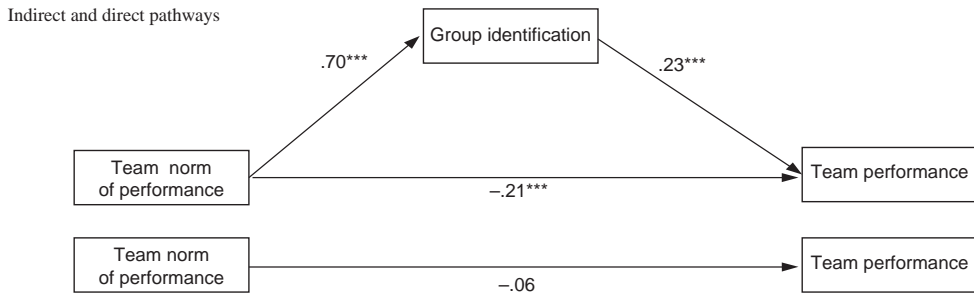 Indirect and direct pathways
Group identification
.70***
.23***
Team norm
of performance
Team performance
–.21***
Team norm
of performance
Team performance
–.06